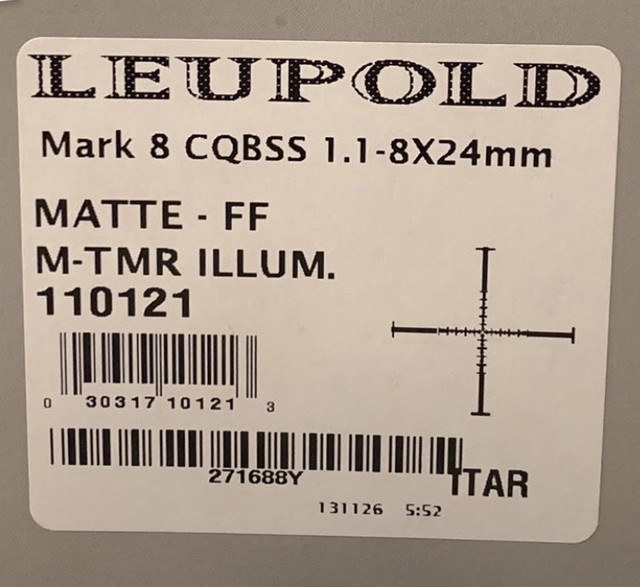 LEUPOLD
Mark 8 CQBSS 1.1-8X24mm
MATTE - FF
M-TMR ILLUM.
110121
0 30317 10121 3
271688Y
ITAR
131126 5:52